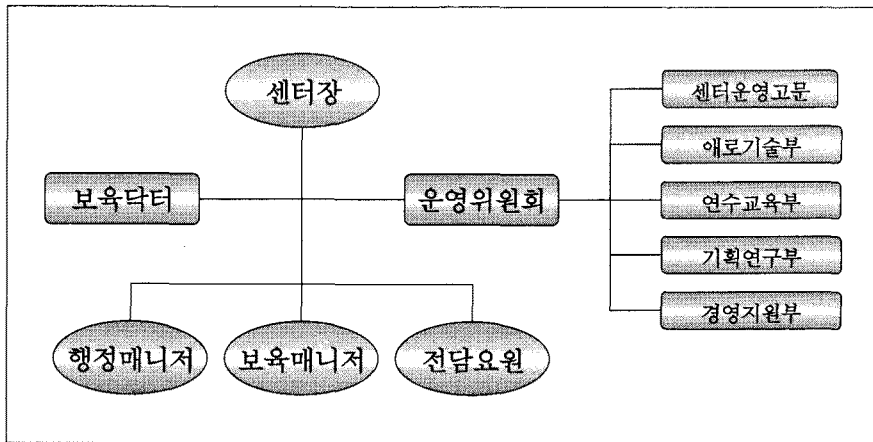 센터장
센터운영고문
애로기술부
보육닥터
운영위원회
연수교육부
기획연구부
경영지원부
행정매니저
보육매니저
전담요원